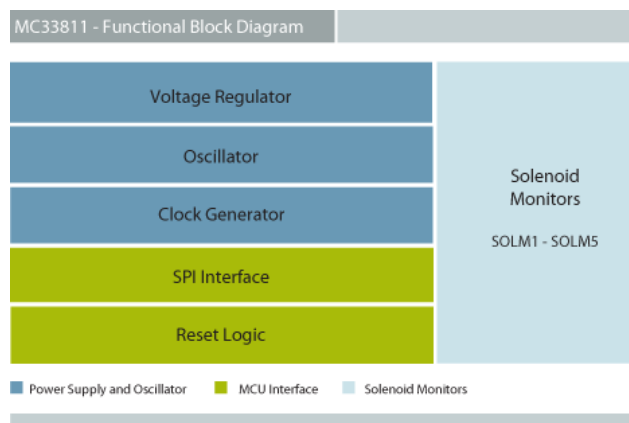 MC33811 - Functional Block Diagram
Voltage Regulator
Oscillator
Clock Generator
SPI Interface
Reset Logic
Solenoid
Monitors
SOLM1 - SOLM5
Power Supply and Oscillator
MCU Interface
Solenoid Monitors